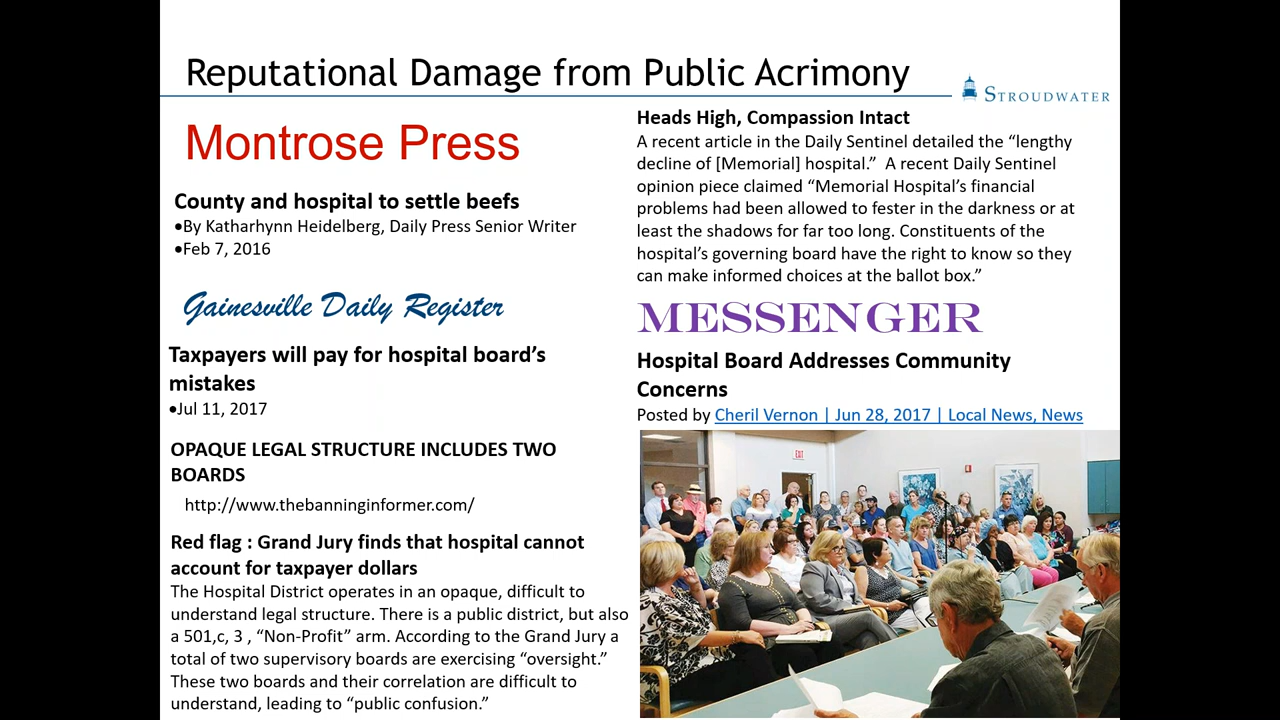 Reputational Damage from Public Acrimony
STROUDWATER
Montrose Press
County and hospital to settle beefs
•By Katharhynn Heidelberg, Daily Press Senior Writer
•Feb 7, 2016
Gainesville Daily Register
Taxpayers will pay for hospital board’s
mistakes
•Jul 11, 2017
OPAQUE LEGAL STRUCTURE INCLUDES TWO
BOARDS
http://www.thebanninginformer.com/
Red flag : Grand Jury finds that hospital cannot
account for taxpayer dollars
The Hospital District operates in an opaque, difficult to
understand legal structure. There is a public district, but also
a 501,c, 3 , “Non-Profit” arm. According to the Grand Jury a
total of two supervisory boards are exercising “oversight.”
These two boards and their correlation are difficult to
understand, leading to “public confusion.”
Heads High, Compassion Intact
A recent article in the Daily Sentinel detailed the “lengthy
decline of [Memorial] hospital.”  A recent Daily Sentinel
opinion piece claimed “Memorial Hospital’s financial
problems had been allowed to fester in the darkness or at
least the shadows for far too long. Constituents of the
hospital’s governing board have the right to know so they
can make informed choices at the ballot box.”
MESSENGER
Hospital Board Addresses Community
Concerns
Posted by Cheril Vernon | Jun 28, 2017 | Local News, News
EXIT